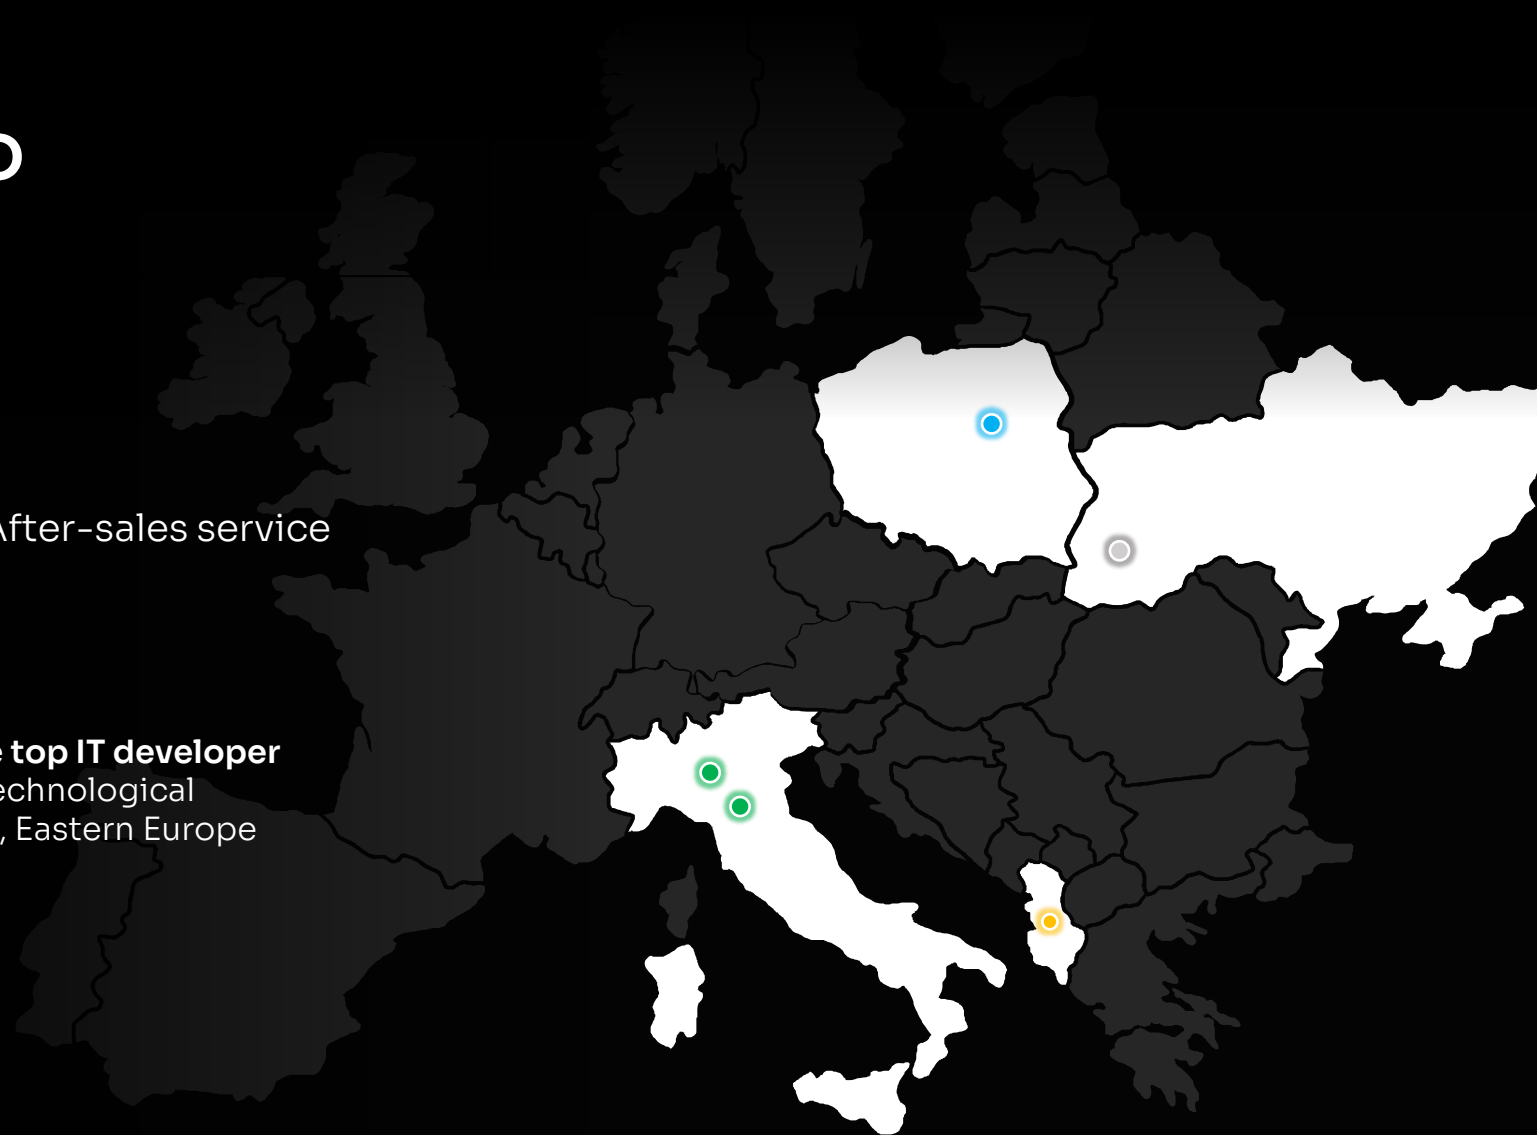 After-sales service
top IT developer
echnological
, Eastern Europe